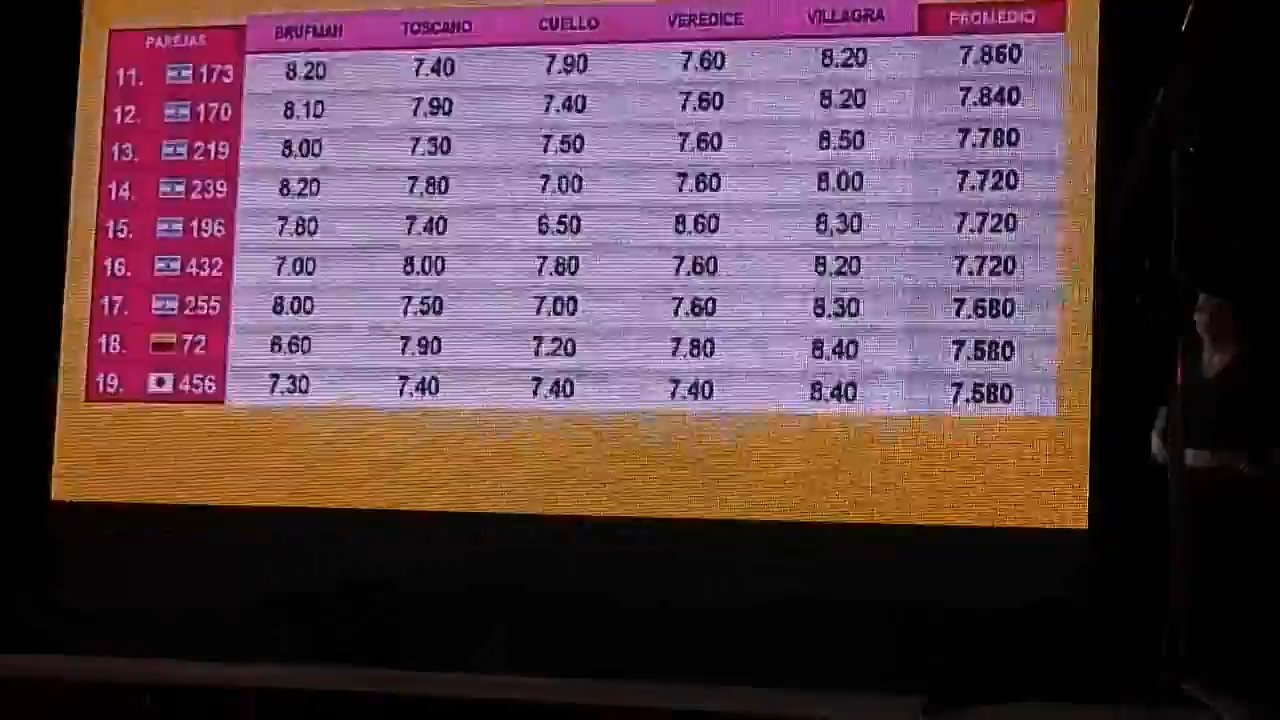 PAREJAS BRUFMAN TOSCANO CUELLO VEREDICE VILLAGRA PROMEDIO
11. 173 8.20 7.40 7.90 7.60 8.20 7.860
12. 170 8.10 7.90 7.40 7.60 8.20 7.840
13. 219 8.00 7.30 7.50 7.60 8.50 7.780
14. 239 8.20 7.80 7.00 7.60 8.00 7.720
15. 196 7.80 7.40 6.50 8.60 8.30 7.720
16. 432 7.00 8.00 7.80 7.60 8.20 7.720
17. 255 8.00 7.50 7.00 7.60 8.30 7.680
18. 72 6.60 7.90 7.20 7.80 8.40 7.580
19. 456 7.30 7.40 7.40 7.40 8.40 7.580